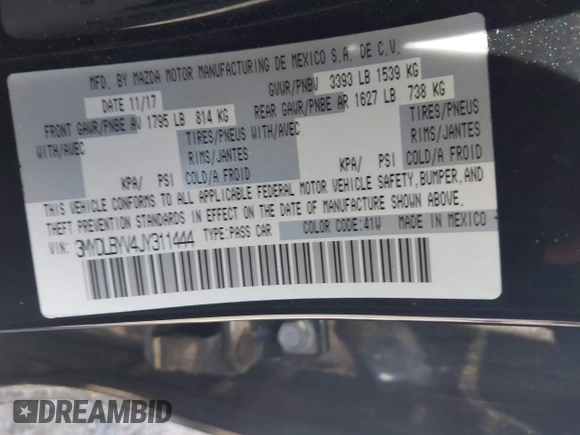 MFD. BY MAZDA MOTOR MANUFACTURING DE MEXICO S.A. DE C.V.
DATE 11/17 GVWR/PNBV 3393 LB 1539 KG
FRONT GAWR/PNBE AV 1795 LB 814 KG REAR GAWR/PNBE AR 1627 LB 738 KG
WITH/AVEC TIRES/PNEUS WITH/AVEC TIRES/PNEUS
RIMS/JANTES RIMS/JANTES
KPA/ PSI COLD/A FROID KPA/ PSI COLD/A FROID
THIS VEHICLE CONFORMS TO ALL APPLICABLE FEDERAL MOTOR VEHICLE SAFETY, BUMPER, AND
THEFT PREVENTION STANDARDS IN EFFECT ON THE DATE OF MANUFACTURE SHOWN ABOVE.
VIN: 3MYDLBYV4JY311444 TYPE:PASS CAR COLOR CODE:41W MADE IN MEXICO
DREAMBID